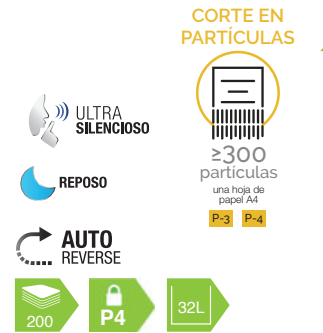 CORTE EN
PARTÍCULAS
ULTRA
SILENCIOSO
≥300
partículas
una hoja de
papel A4
P-3 P-4
REPOSO
AUTO
REVERSE
200
P4
32L